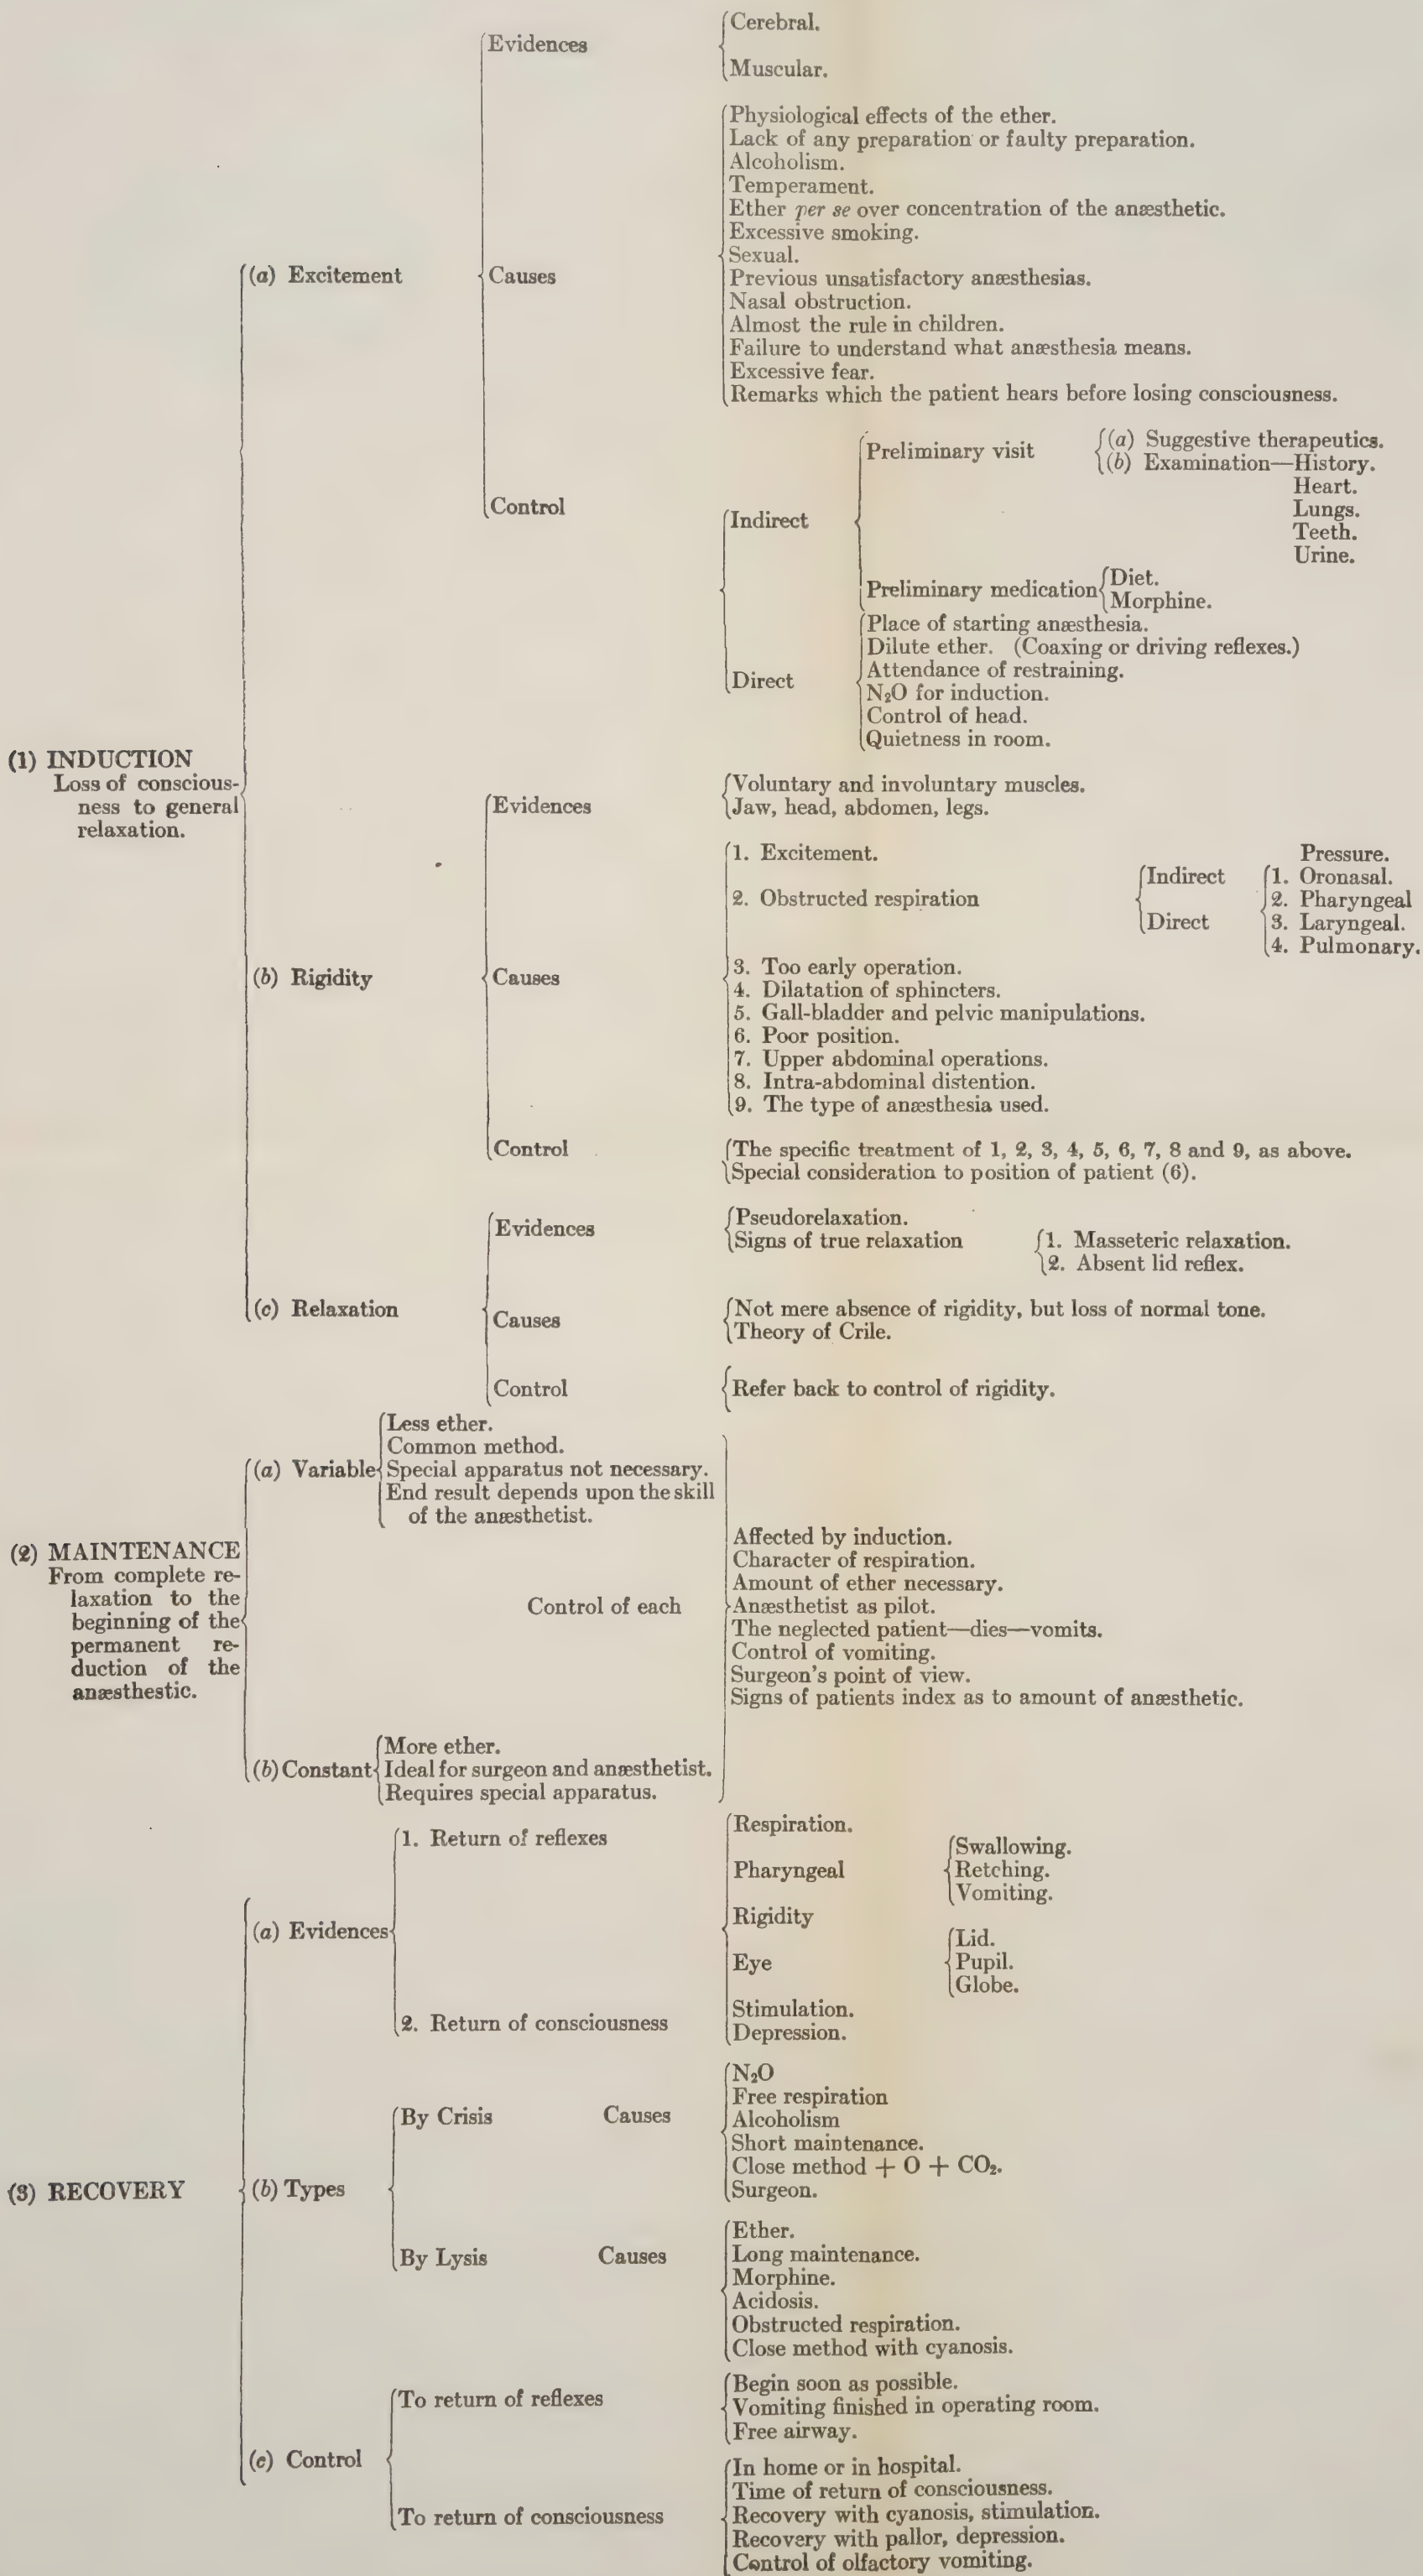 Evidences
Cerebral.
Muscular.
(a) Excitement
Causes
Physiological effects of the ether.
Lack of any preparation or faulty preparation.
Alcoholism.
Temperament.
Ether per se over concentration of the anæsthetic.
Excessive smoking.
Sexual.
Previous unsatisfactory anæsthesias.
Nasal obstruction.
Almost the rule in children.
Failure to understand what anæsthesia means.
Excessive fear.
Remarks which the patient hears before losing consciousness.
Control
Indirect
Preliminary visit
(a) Suggestive therapeutics.
(b) Examination—History.
Heart.
Lungs.
Teeth.
Urine.
Preliminary medication
Diet.
Morphine.
Direct
Place of starting anæsthesia.
Dilute ether. (Coaxing or driving reflexes.)
Attendance of restraining.
N₂O for induction.
Control of head.
Quietness in room.
(1) INDUCTION
Loss of conscious-
ness to general
relaxation.
(b) Rigidity
Evidences
Voluntary and involuntary muscles.
Jaw, head, abdomen, legs.
Causes
1. Excitement.
2. Obstructed respiration
Indirect
Direct
Pressure.
1. Oronasal.
2. Pharyngeal
3. Laryngeal.
4. Pulmonary.
3. Too early operation.
4. Dilatation of sphincters.
5. Gall-bladder and pelvic manipulations.
6. Poor position.
7. Upper abdominal operations.
8. Intra-abdominal distention.
9. The type of anæsthesia used.
Control
The specific treatment of 1, 2, 3, 4, 5, 6, 7, 8 and 9, as above.
Special consideration to position of patient (6).
(c) Relaxation
Evidences
Pseudorelaxation.
Signs of true relaxation
1. Masseteric relaxation.
2. Absent lid reflex.
Causes
Not mere absence of rigidity, but loss of normal tone.
Theory of Crile.
Control
Refer back to control of rigidity.
(2) MAINTENANCE
From complete re-
laxation to the
beginning of the
permanent re-
duction of the
anæsthestic.
(a) Variable
Less ether.
Common method.
Special apparatus not necessary.
End result depends upon the skill
of the anæsthetist.
Control of each
Affected by induction.
Character of respiration.
Amount of ether necessary.
Anæsthetist as pilot.
The neglected patient—dies—vomits.
Control of vomiting.
Surgeon's point of view.
Signs of patients index as to amount of anæsthetic.
(b) Constant
More ether.
Ideal for surgeon and anæsthetist.
Requires special apparatus.
(3) RECOVERY
(a) Evidences
1. Return of reflexes
2. Return of consciousness
Respiration.
Pharyngeal
Swallowing.
Retching.
Vomiting.
Rigidity
Eye
Lid.
Pupil.
Globe.
Stimulation.
Depression.
(b) Types
By Crisis
Causes
N₂O
Free respiration
Alcoholism
Short maintenance.
Close method + O + CO₂.
Surgeon.
By Lysis
Causes
Ether.
Long maintenance.
Morphine.
Acidosis.
Obstructed respiration.
Close method with cyanosis.
(c) Control
To return of reflexes
Begin soon as possible.
Vomiting finished in operating room.
Free airway.
To return of consciousness
In home or in hospital.
Time of return of consciousness.
Recovery with cyanosis, stimulation.
Recovery with pallor, depression.
Control of olfactory vomiting.